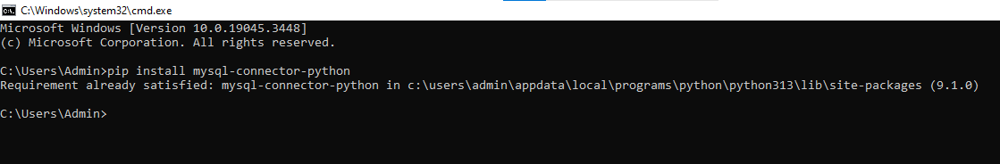 C:\Windows\system32\cmd.exe
Microsoft Windows [Version 10.0.19045.3448]
(c) Microsoft Corporation. All rights reserved.
C:\Users\Admin>pip install mysql-connector-python
Requirement already satisfied: mysql-connector-python in c:\users\admin\appdata\local\programs\python\python313\lib\site-packages (9.1.0)
C:\Users\Admin>